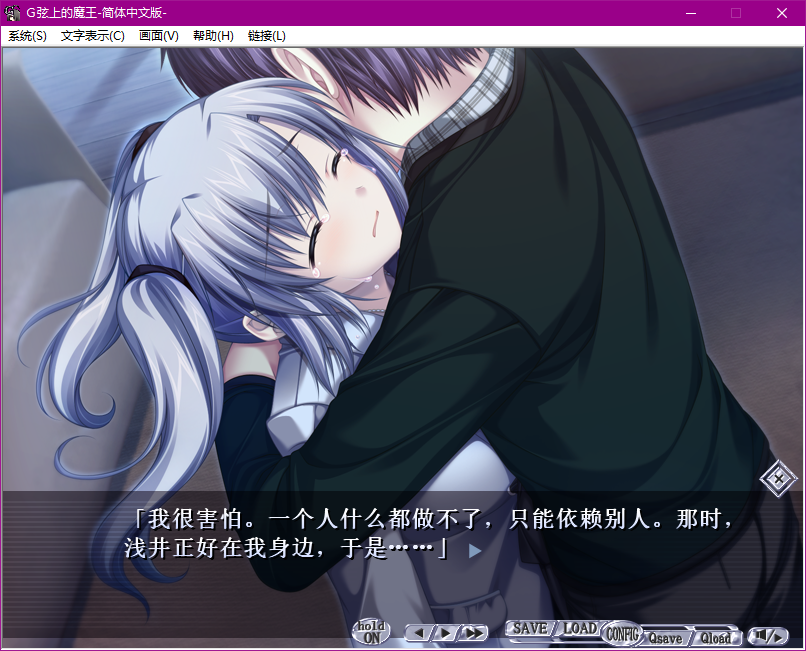 G弦上的魔王-简体中文版-
系统(S) 文字表示(C) 画面(V) 帮助(H) 链接(L)
「我很害怕。一个人什么都做不了，只能依赖别人。那时，
浅井正好在我身边，于是……」
hold
ON
SAVE LOAD CONFIG Qsave Qload